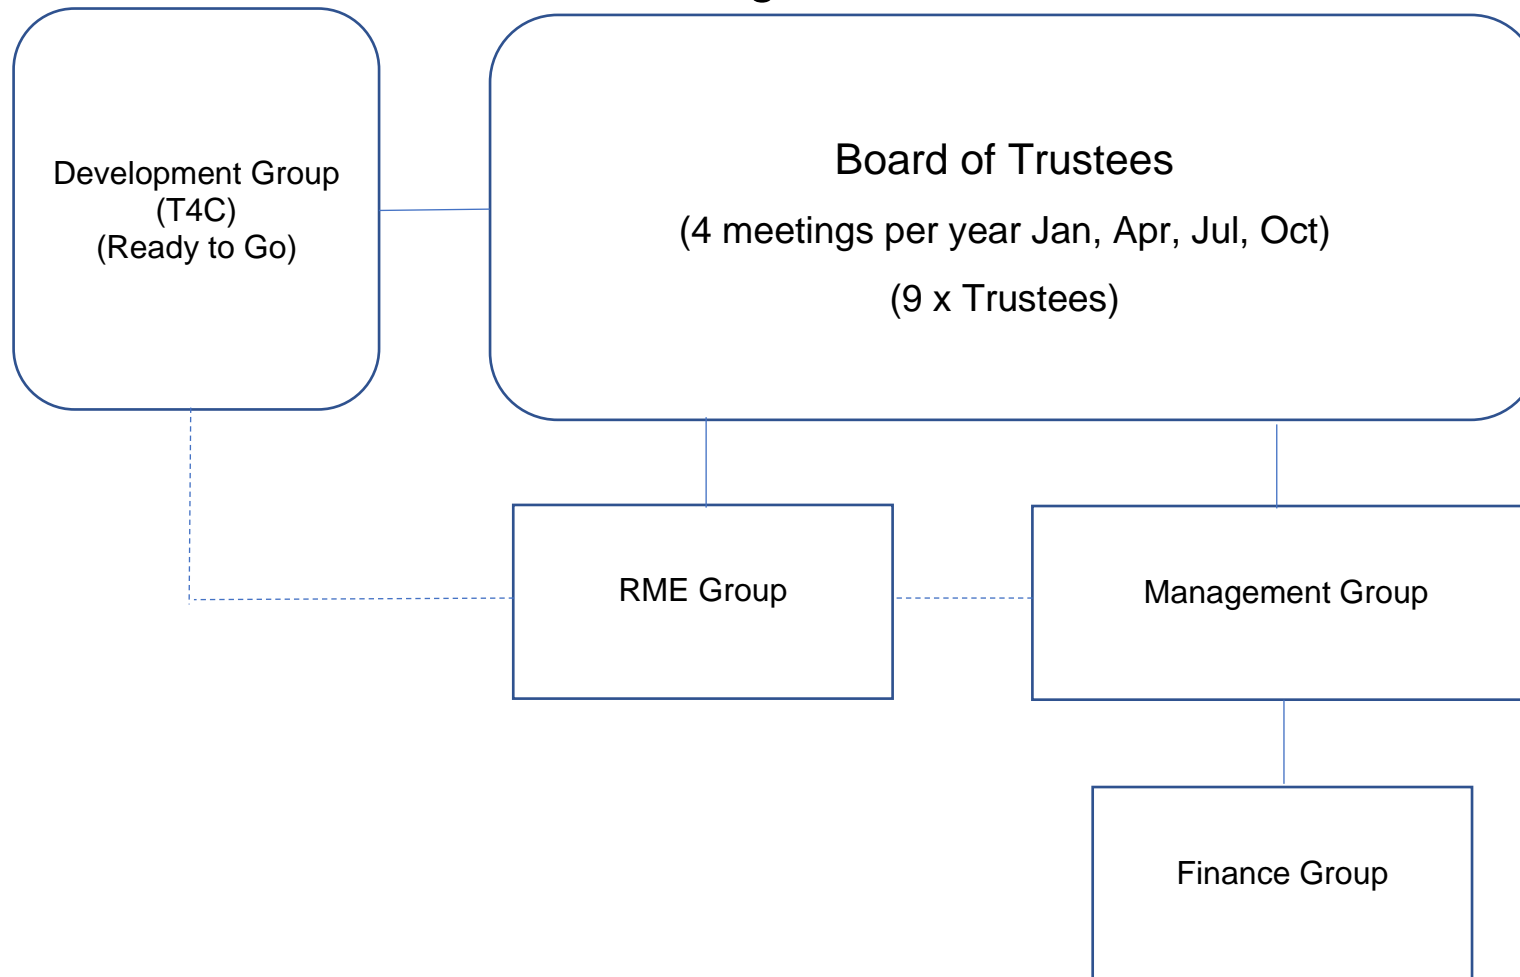 Development Group
(T4C)
(Ready to Go)
Board of Trustees
(4 meetings per year Jan, Apr, Jul, Oct)
(9 x Trustees)
RME Group
Management Group
Finance Group